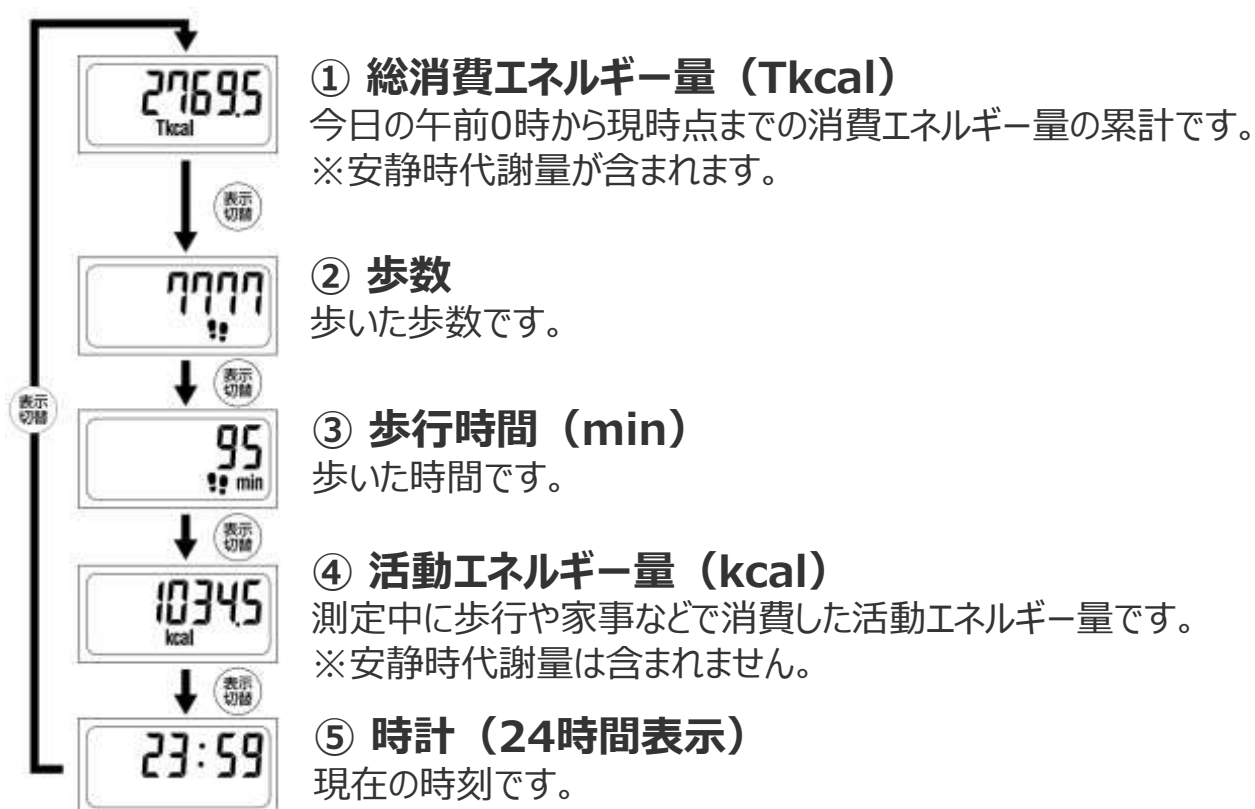 2769.5
Tkcal
① 総消費エネルギー量（Tkcal）
今日の午前0時から現時点までの消費エネルギー量の累計です。
※安静時代謝量が含まれます。
表示
切替
7777
② 歩数
歩いた歩数です。
表示
切替
表示
切替
95
min
③ 歩行時間（min）
歩いた時間です。
表示
切替
1034.5
kcal
④ 活動エネルギー量（kcal）
測定中に歩行や家事などで消費した活動エネルギー量です。
※安静時代謝量は含まれません。
表示
切替
23:59
⑤ 時計（24時間表示）
現在の時刻です。